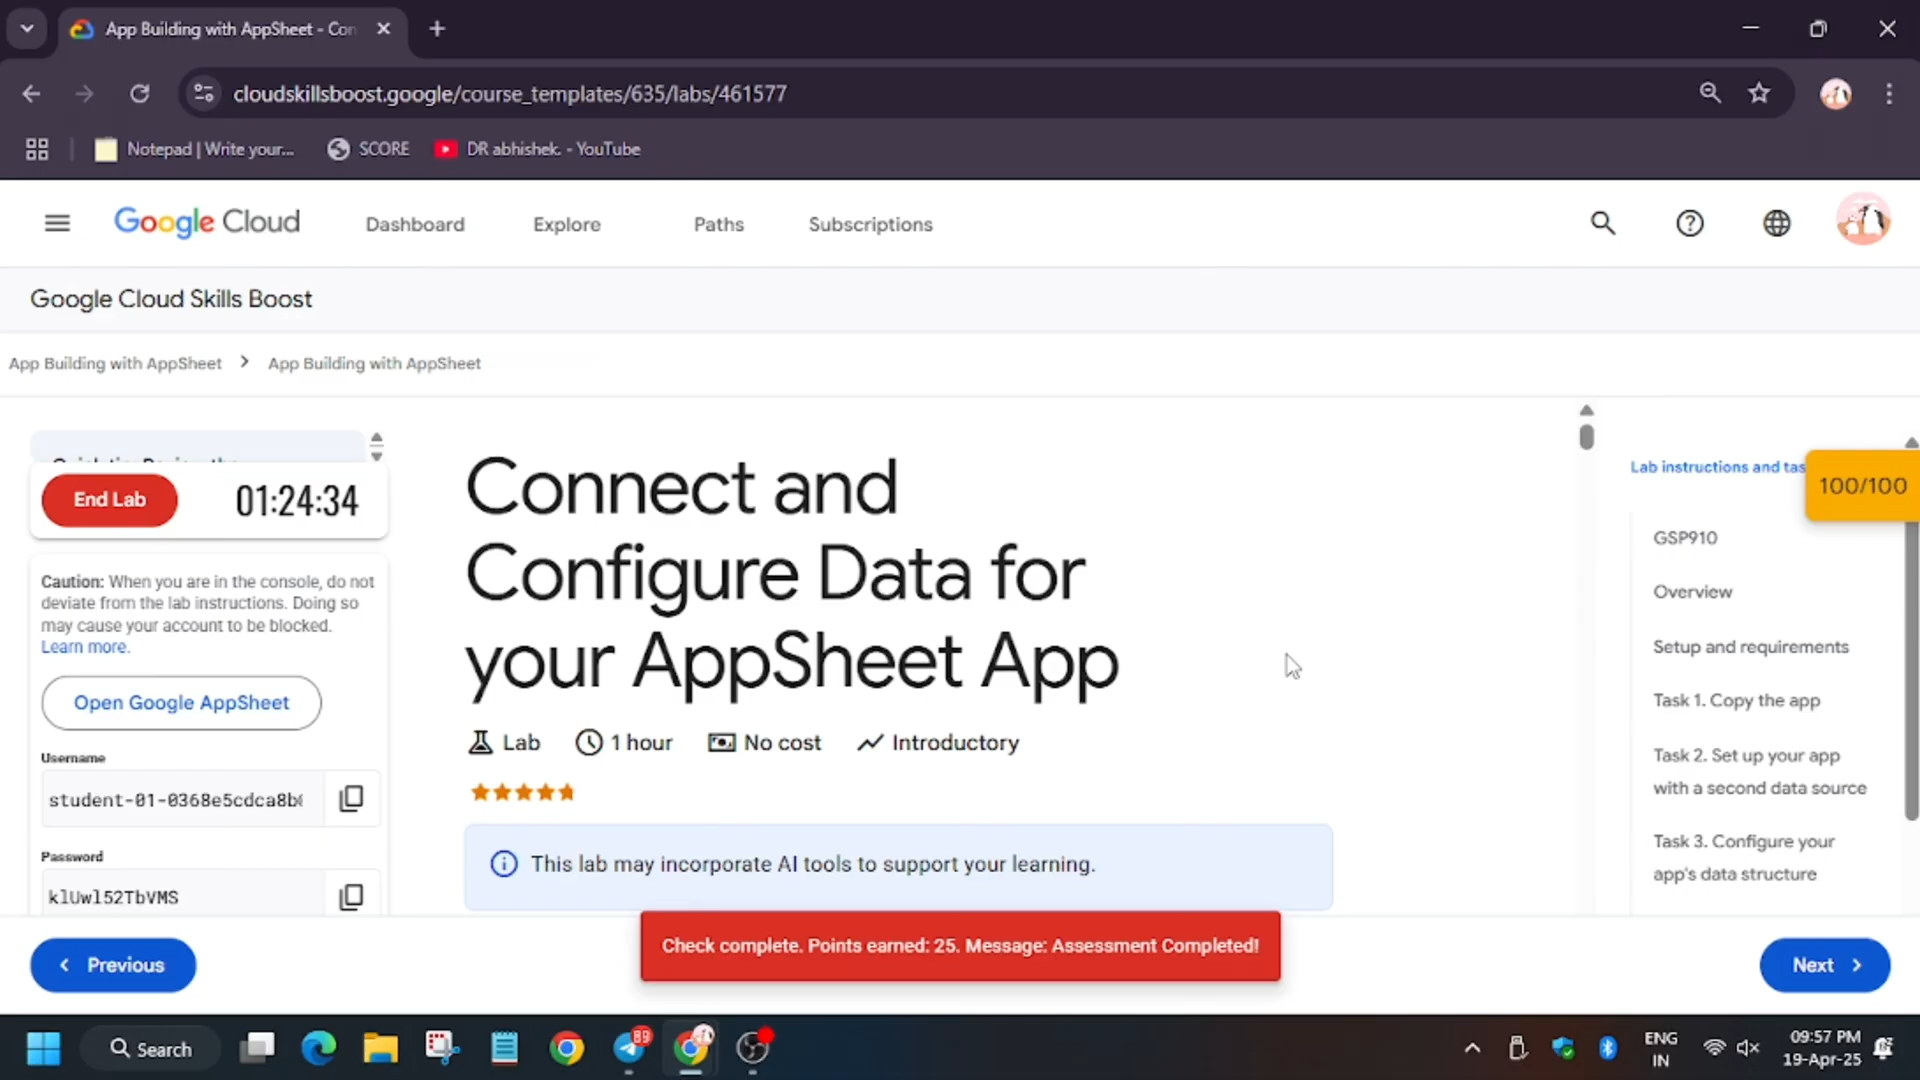 App Building with AppSheet - Con
cloudskillsboost.google/course_templates/635/labs/461577
Notepad | Write your...
SCORE
DR abhishek. - YouTube
Google Cloud
Dashboard
Explore
Paths
Subscriptions
Google Cloud Skills Boost
App Building with AppSheet > App Building with AppSheet
End Lab
01:24:34
Caution: When you are in the console, do not
deviate from the lab instructions. Doing so
may cause your account to be blocked.
Learn more.
Open Google AppSheet
Username
student-01-0368e5cdca8b
Password
klUwl52TbVMS
Connect and
Configure Data for
your AppSheet App
Lab
1 hour
No cost
Introductory
This lab may incorporate AI tools to support your learning.
Lab instructions and tas
100/100
GSP910
Overview
Setup and requirements
Task 1. Copy the app
Task 2. Set up your app
with a second data source
Task 3. Configure your
app's data structure
Previous
Check complete. Points earned: 25. Message: Assessment Completed!
Next
Search
89
ENG
IN
09:57 PM
19-Apr-25